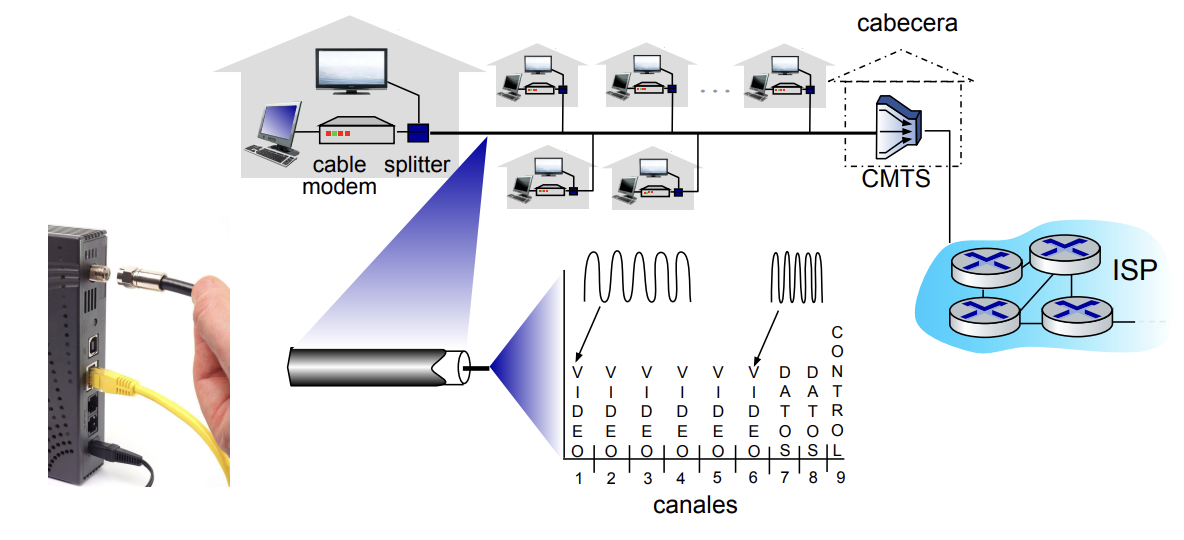 cabecera
cable
modem
splitter
CMTS
ISP
VIDEO
VIDEO
VIDEO
VIDEO
VIDEO
VIDEO
DATOS
DATOS
CONTROL
1 2 3 4 5 6 7 8 9
canales